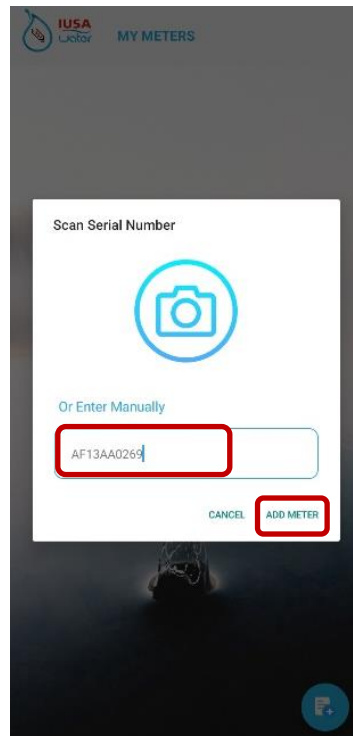 IUSA
water
MY METERS
Scan Serial Number
Or Enter Manually
AF13AA0269
CANCEL
ADD METER